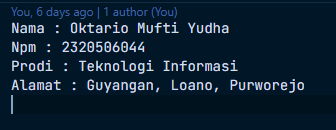 You, 6 days ago | 1 author (You)
Nama : Oktario Mufti Yudha
Npm : 2320506044
Prodi : Teknologi Informasi
Alamat : Guyangan, Loano, Purworejo